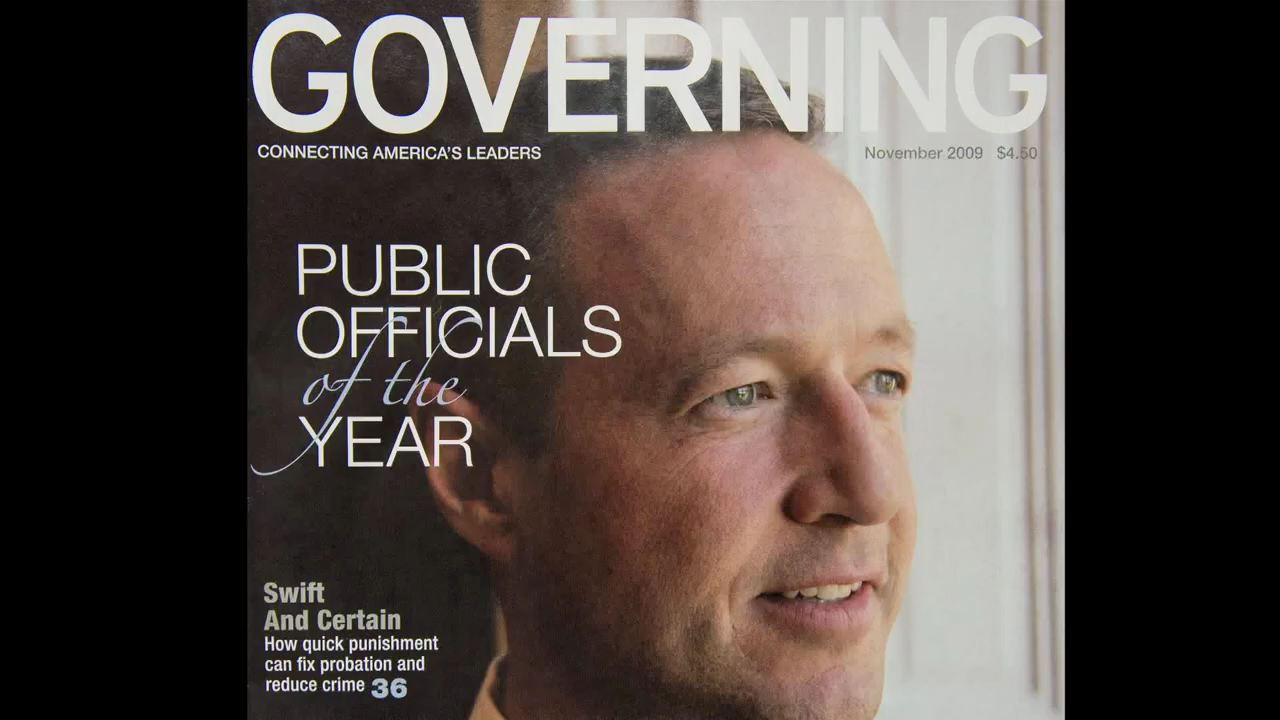 GOVERNING
CONNECTING AMERICA'S LEADERS
November 2009 $4.50
PUBLIC
OFFICIALS
of the
YEAR
Swift
And Certain
How quick punishment
can fix probation and
reduce crime 36